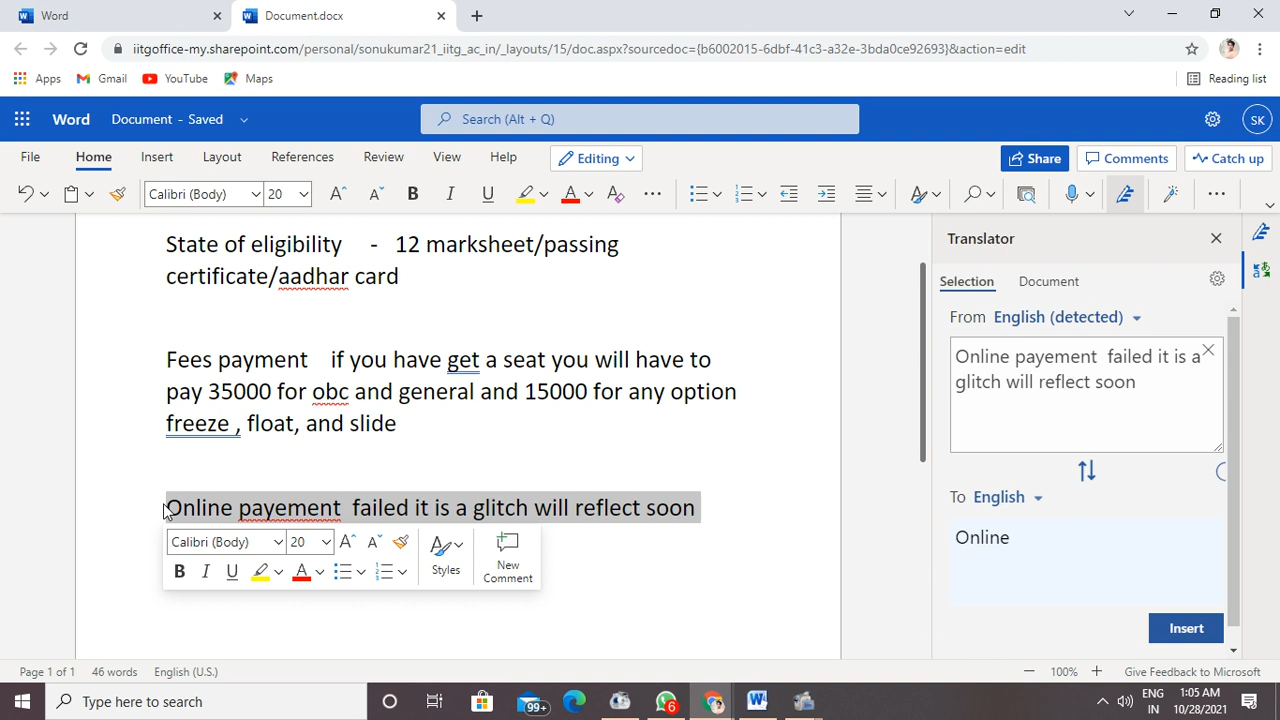 Word
Document.docx
iitgoffice-my.sharepoint.com/personal/sonukumar21_iitg_ac_in/_layouts/15/doc.aspx?sourcedoc={b6002015-6dbf-41c3-a32e-3bda0ce92693}&action=edit
Apps Gmail YouTube Maps Reading list
Word Document - Saved Search (Alt + Q) SK
File Home Insert Layout References Review View Help Editing Share Comments Catch up
Calibri (Body) 20 A A B I U A A
State of eligibility - 12 marksheet/passing
certificate/aadhar card
Fees payment if you have get a seat you will have to
pay 35000 for obc and general and 15000 for any option
freeze , float, and slide
Online payement failed it is a glitch will reflect soon
Calibri (Body) 20 A A
B I U A
Styles
New
Comment
Translator
Selection Document
From English (detected)
Online payement failed it is a
glitch will reflect soon
To English
Online
Insert
Page 1 of 1 46 words English (U.S.) 100% Give Feedback to Microsoft
Type here to search
99+
6
ENG
IN
1:05 AM
10/28/2021